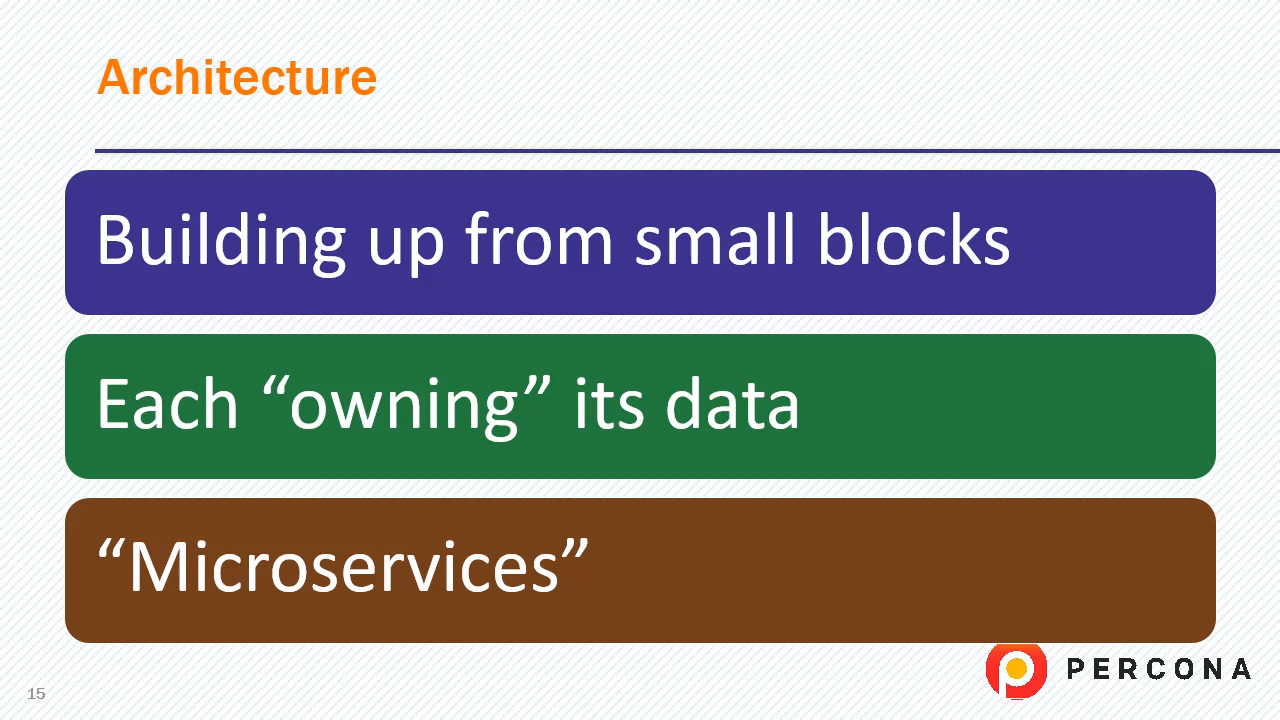 Architecture
Building up from small blocks
Each “owning” its data
“Microservices”
PERCONA
15